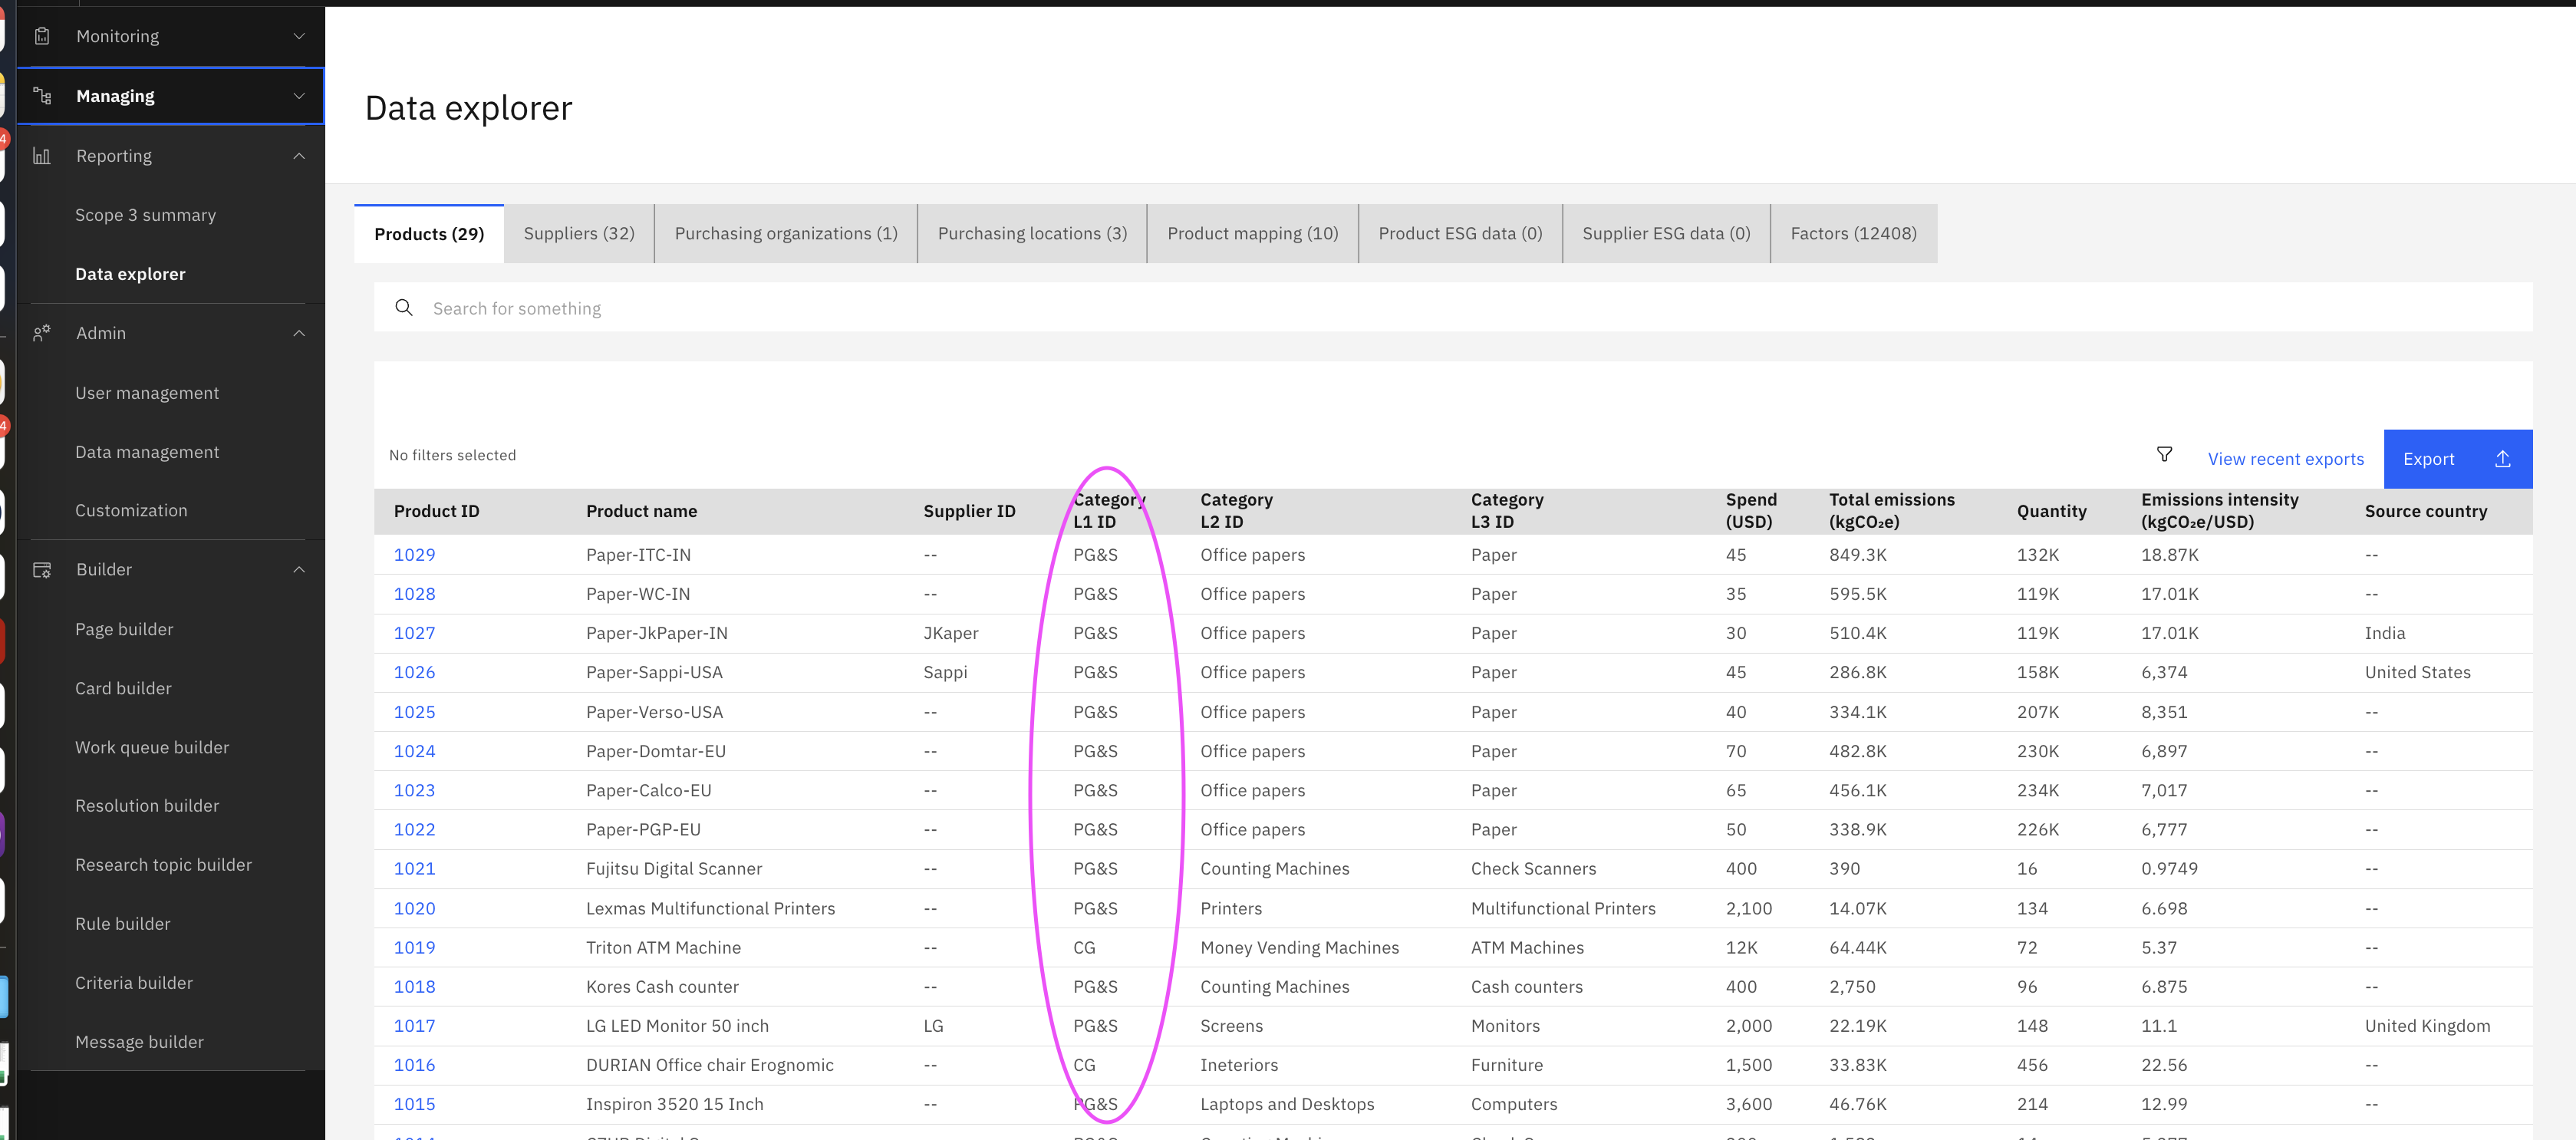 Monitoring
Managing
Reporting
Scope 3 summary
Data explorer
Admin
User management
Data management
Customization
Builder
Page builder
Card builder
Work queue builder
Resolution builder
Research topic builder
Rule builder
Criteria builder
Message builder
4
4
Data explorer
Products (29) Suppliers (32) Purchasing organizations (1) Purchasing locations (3) Product mapping (10) Product ESG data (0) Supplier ESG data (0) Factors (12408)
Search for something
No filters selected View recent exports Export
Product ID Product name Supplier ID Category L1 ID Category L2 ID Category L3 ID Spend (USD) Total emissions (kgCO₂e) Quantity Emissions intensity (kgCO₂e/USD) Source country
1029 Paper-ITC-IN -- PG&S Office papers Paper 45 849.3K 132K 18.87K --
1028 Paper-WC-IN -- PG&S Office papers Paper 35 595.5K 119K 17.01K --
1027 Paper-JkPaper-IN JKaper PG&S Office papers Paper 30 510.4K 119K 17.01K India
1026 Paper-Sappi-USA Sappi PG&S Office papers Paper 45 286.8K 158K 6,374 United States
1025 Paper-Verso-USA -- PG&S Office papers Paper 40 334.1K 207K 8,351 --
1024 Paper-Domtar-EU -- PG&S Office papers Paper 70 482.8K 230K 6,897 --
1023 Paper-Calco-EU -- PG&S Office papers Paper 65 456.1K 234K 7,017 --
1022 Paper-PGP-EU -- PG&S Office papers Paper 50 338.9K 226K 6,777 --
1021 Fujitsu Digital Scanner -- PG&S Counting Machines Check Scanners 400 390 16 0.9749 --
1020 Lexmas Multifunctional Printers -- PG&S Printers Multifunctional Printers 2,100 14.07K 134 6.698 --
1019 Triton ATM Machine -- CG Money Vending Machines ATM Machines 12K 64.44K 72 5.37 --
1018 Kores Cash counter -- PG&S Counting Machines Cash counters 400 2,750 96 6.875 --
1017 LG LED Monitor 50 inch LG PG&S Screens Monitors 2,000 22.19K 148 11.1 United Kingdom
1016 DURIAN Office chair Erognomic -- CG Ineteriors Furniture 1,500 33.83K 456 22.56 --
1015 Inspiron 3520 15 Inch -- PG&S Laptops and Desktops Computers 3,600 46.76K 214 12.99 --